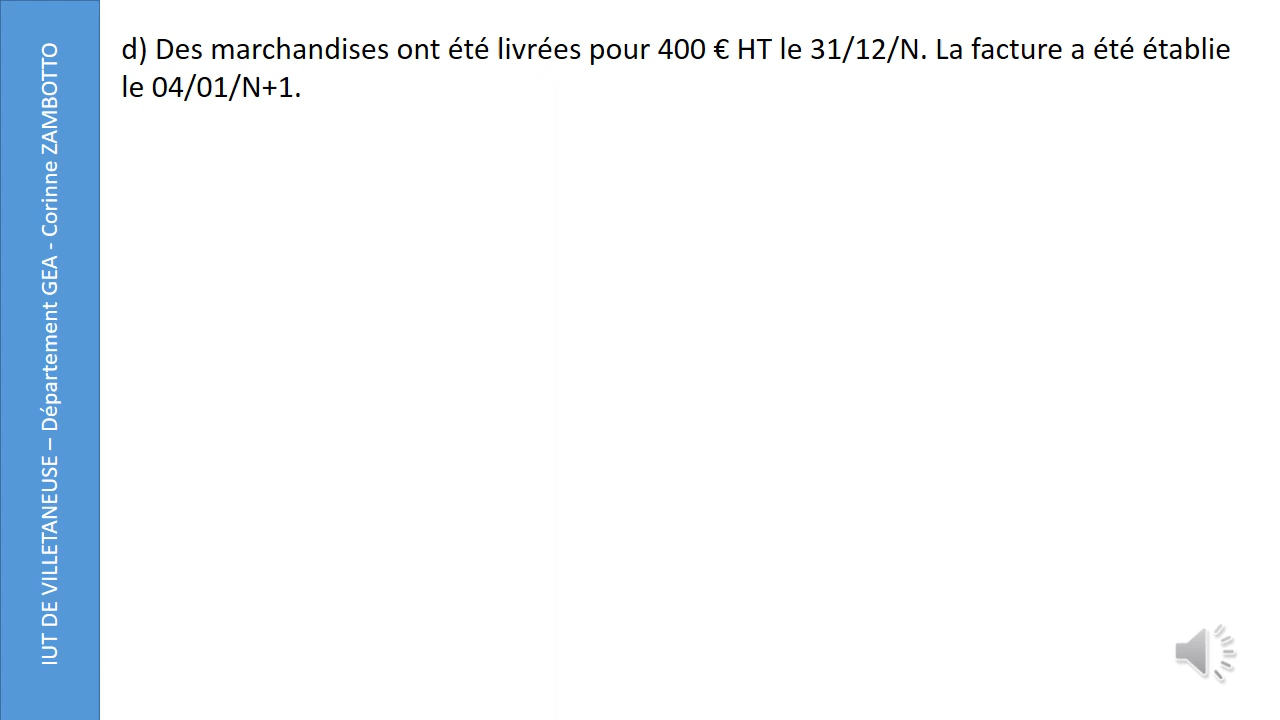 d) Des marchandises ont été livrées pour 400 € HT le 31/12/N. La facture a été établie
le 04/01/N+1.
IUT DE VILLETANEUSE – Département GEA - Corinne ZAMBOTTO